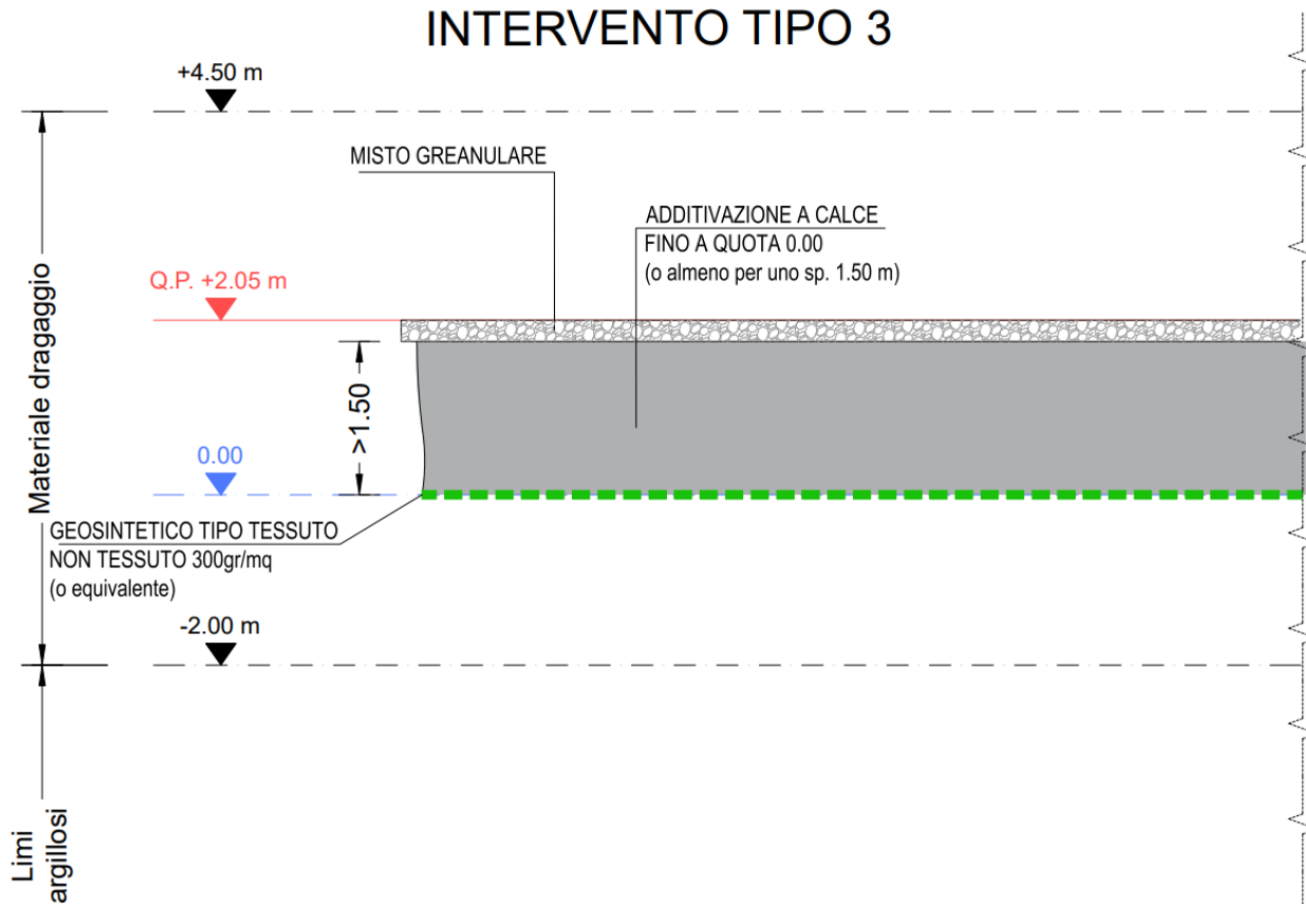 INTERVENTO TIPO 3
+4.50 m
MISTO GREANULARE
ADDITIVAZIONE A CALCE
FINO A QUOTA 0.00
(o almeno per uno sp. 1.50 m)
Q.P. +2.05 m
Materiale dragaggio
>1.50
0.00
GEOSINTETICO TIPO TESSUTO
NON TESSUTO 300gr/mq
(o equivalente)
-2.00 m
Limi
argillosi